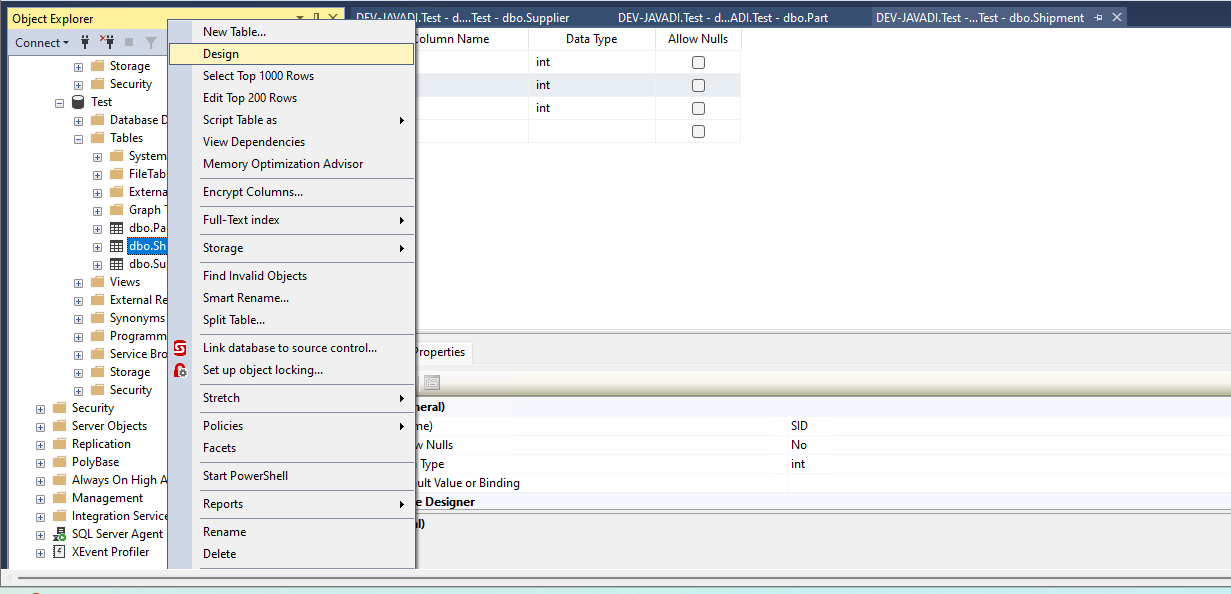 Object Explorer
DEV-JAVADI.Test - d....Test - dbo.Supplier
DEV-JAVADI.Test - d...ADI.Test - dbo.Part
DEV-JAVADI.Test -...Test - dbo.Shipment
Connect
Storage
Security
Test
Database D
Tables
System
FileTab
Externa
Graph T
dbo.Pa
dbo.Sh
dbo.Su
Views
External Re
Synonyms
Programm
Service Bro
Storage
Security
Security
Server Objects
Replication
PolyBase
Always On High A
Management
Integration Service
SQL Server Agent
XEvent Profiler
New Table...
Design
Select Top 1000 Rows
Edit Top 200 Rows
Script Table as
View Dependencies
Memory Optimization Advisor
Encrypt Columns...
Full-Text index
Storage
Find Invalid Objects
Smart Rename...
Split Table...
Link database to source control...
Set up object locking...
Stretch
Policies
Facets
Start PowerShell
Reports
Rename
Delete
Column Name Data Type Allow Nulls
int
int
int
Properties
neral)
me) SID
w Nulls No
Type int
ult Value or Binding
e Designer
l)